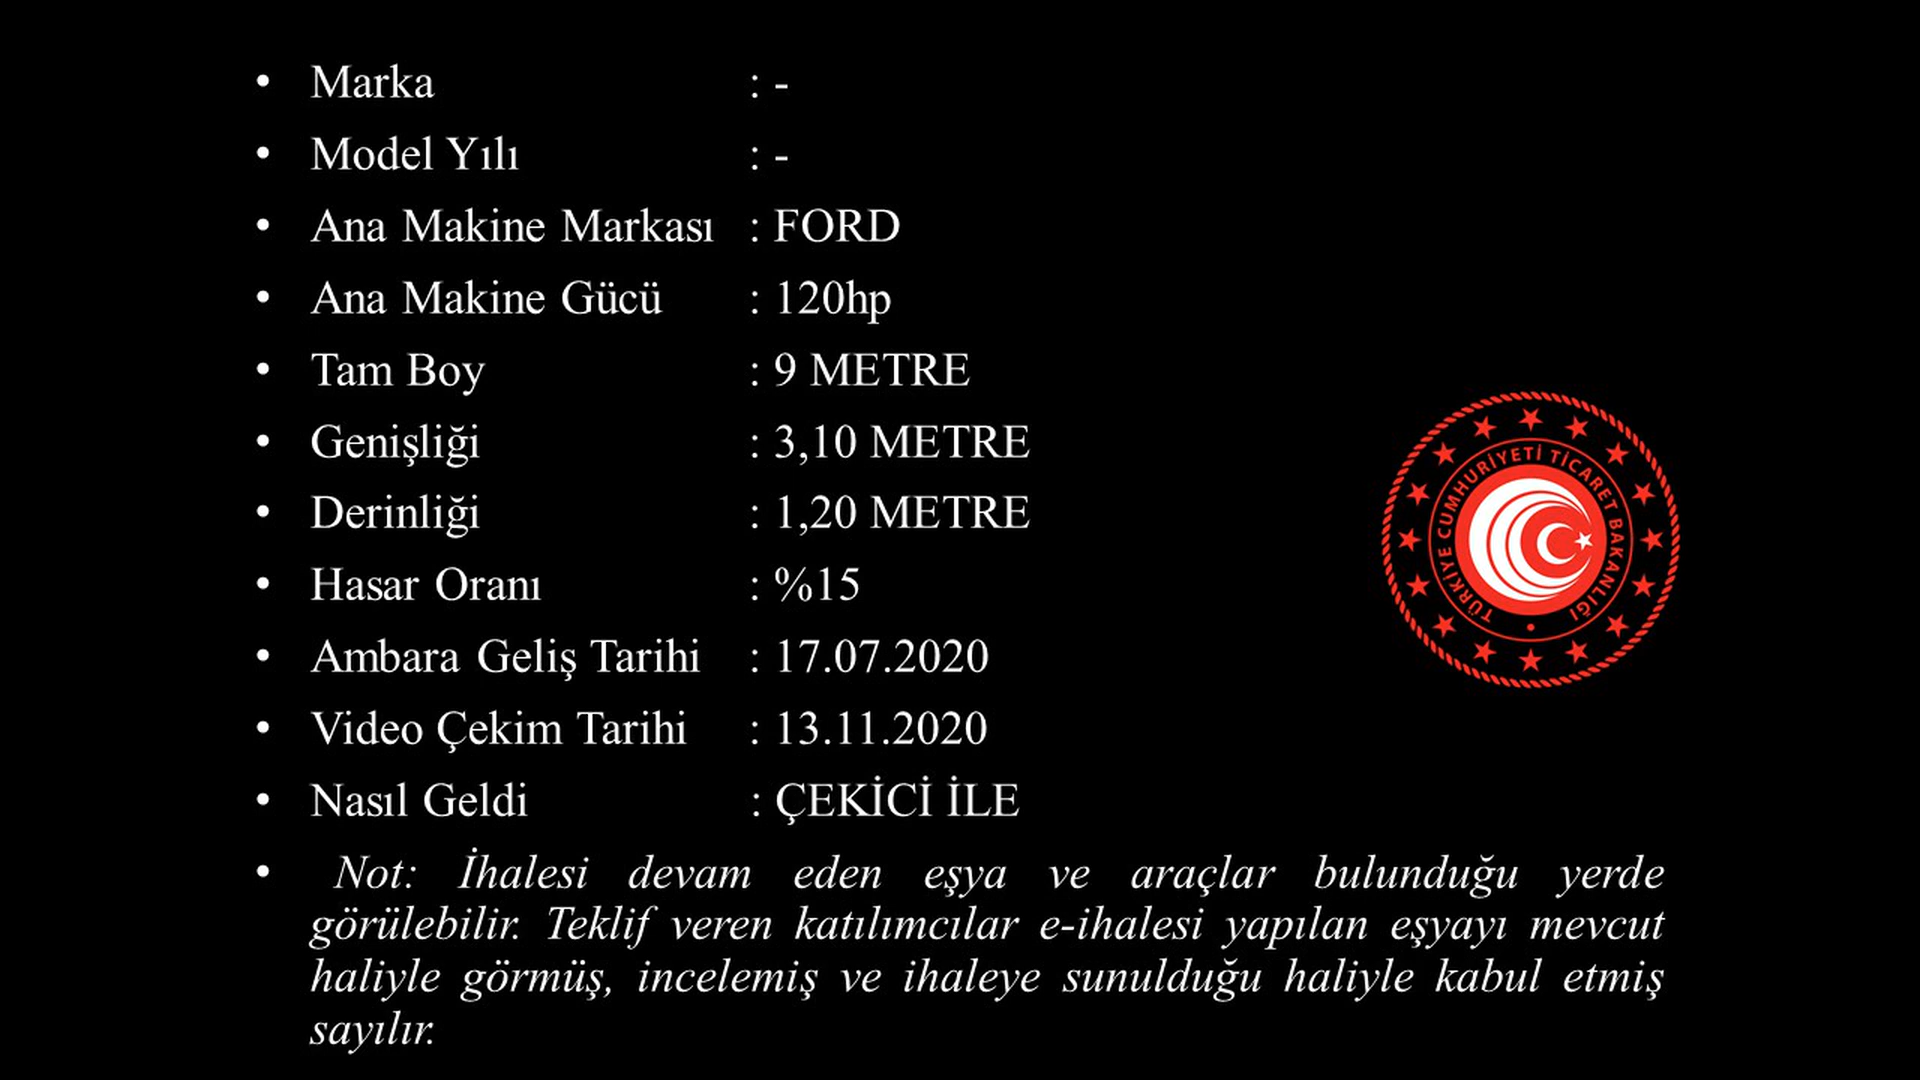 • Marka : -
• Model Yılı : -
• Ana Makine Markası : FORD
• Ana Makine Gücü : 120hp
• Tam Boy : 9 METRE
• Genişliği : 3,10 METRE
• Derinliği : 1,20 METRE
• Hasar Oranı : %15
• Ambara Geliş Tarihi : 17.07.2020
• Video Çekim Tarihi : 13.11.2020
• Nasıl Geldi : ÇEKİCİ İLE
• Not: İhalesi devam eden eşya ve araçlar bulunduğu yerde
görülebilir. Teklif veren katılımcılar e-ihalesi yapılan eşyayı mevcut
haliyle görmüş, incelemiş ve ihaleye sunulduğu haliyle kabul etmiş
sayılır.
TÜRKİYE CUMHURİYETİ TİCARET BAKANLIĞI